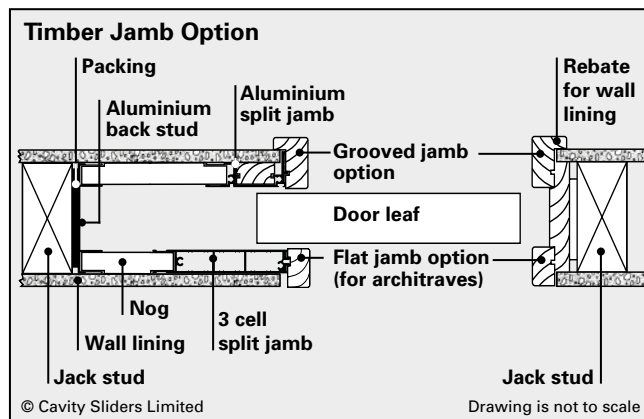 Timber Jamb Option
Packing
Aluminium
back stud
Aluminium
split jamb
Rebate
for wall
lining
Grooved jamb
option
Door leaf
Flat jamb option
(for architraves)
Nog
3 cell
split jamb
Wall lining
Jack stud
Jack stud
© Cavity Sliders Limited
Drawing is not to scale